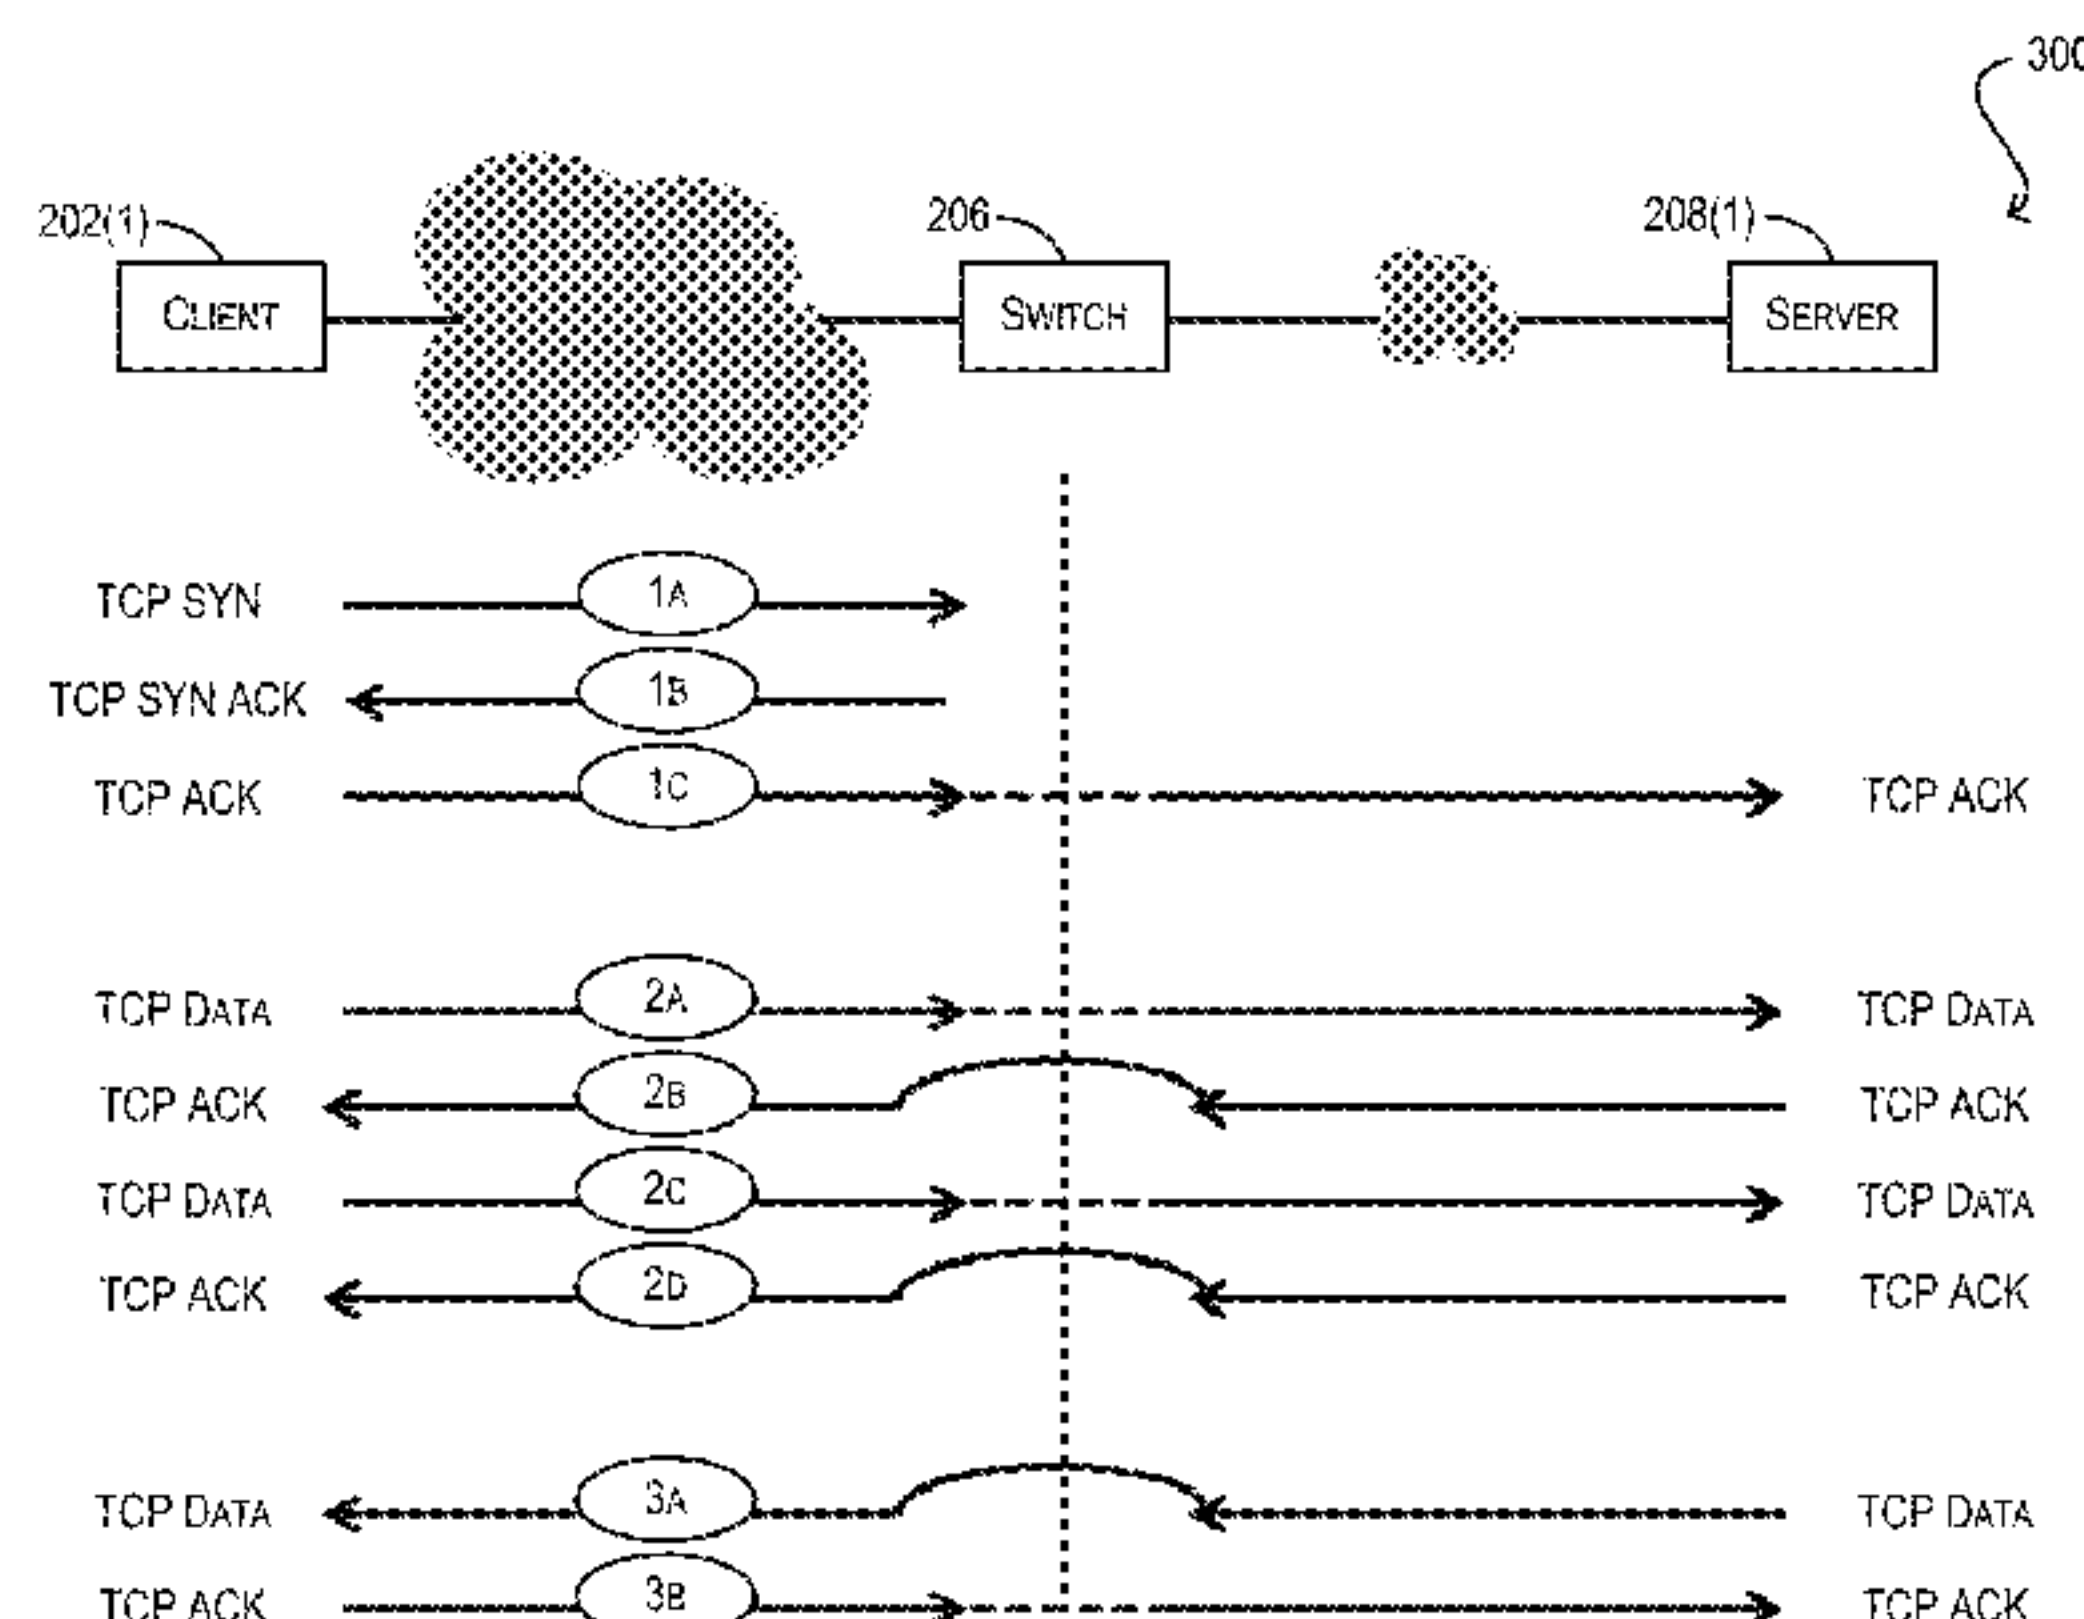 300
202(1) 206 208(1)
CLIENT SWITCH SERVER
TCP SYN 1A
TCP SYN ACK 1B
TCP ACK 1C TCP ACK
TCP DATA 2A TCP DATA
TCP ACK 2B TCP ACK
TCP DATA 2C TCP DATA
TCP ACK 2D TCP ACK
TCP DATA 3A TCP DATA
TCP ACK 3B TCP ACK